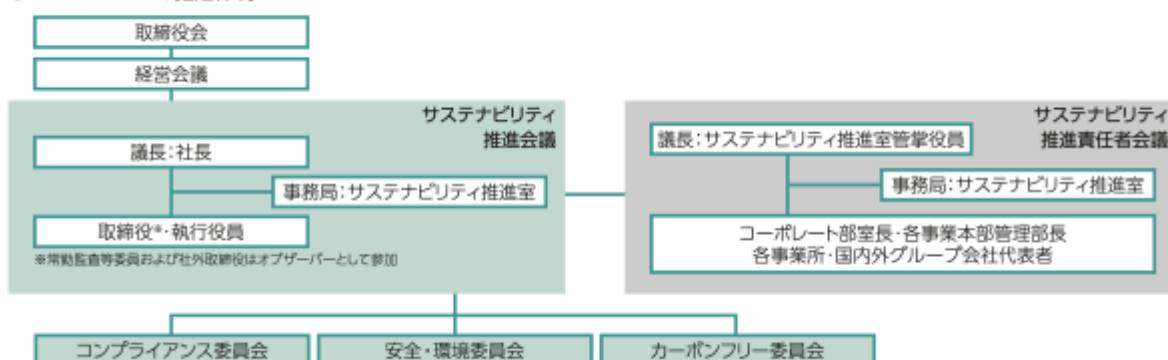 取締役会
経営会議
サステナビリティ
推進会議
議長:社長
事務局:サステナビリティ推進室
取締役※・執行役員
※常勤監査等委員および社外取締役はオブザーバーとして参加
サステナビリティ
推進責任者会議
議長:サステナビリティ推進室管掌役員
事務局:サステナビリティ推進室
コーポレート部室長・各事業本部管理部長
各事業所・国内外グループ会社代表者
コンプライアンス委員会
安全・環境委員会
カーボンフリー委員会